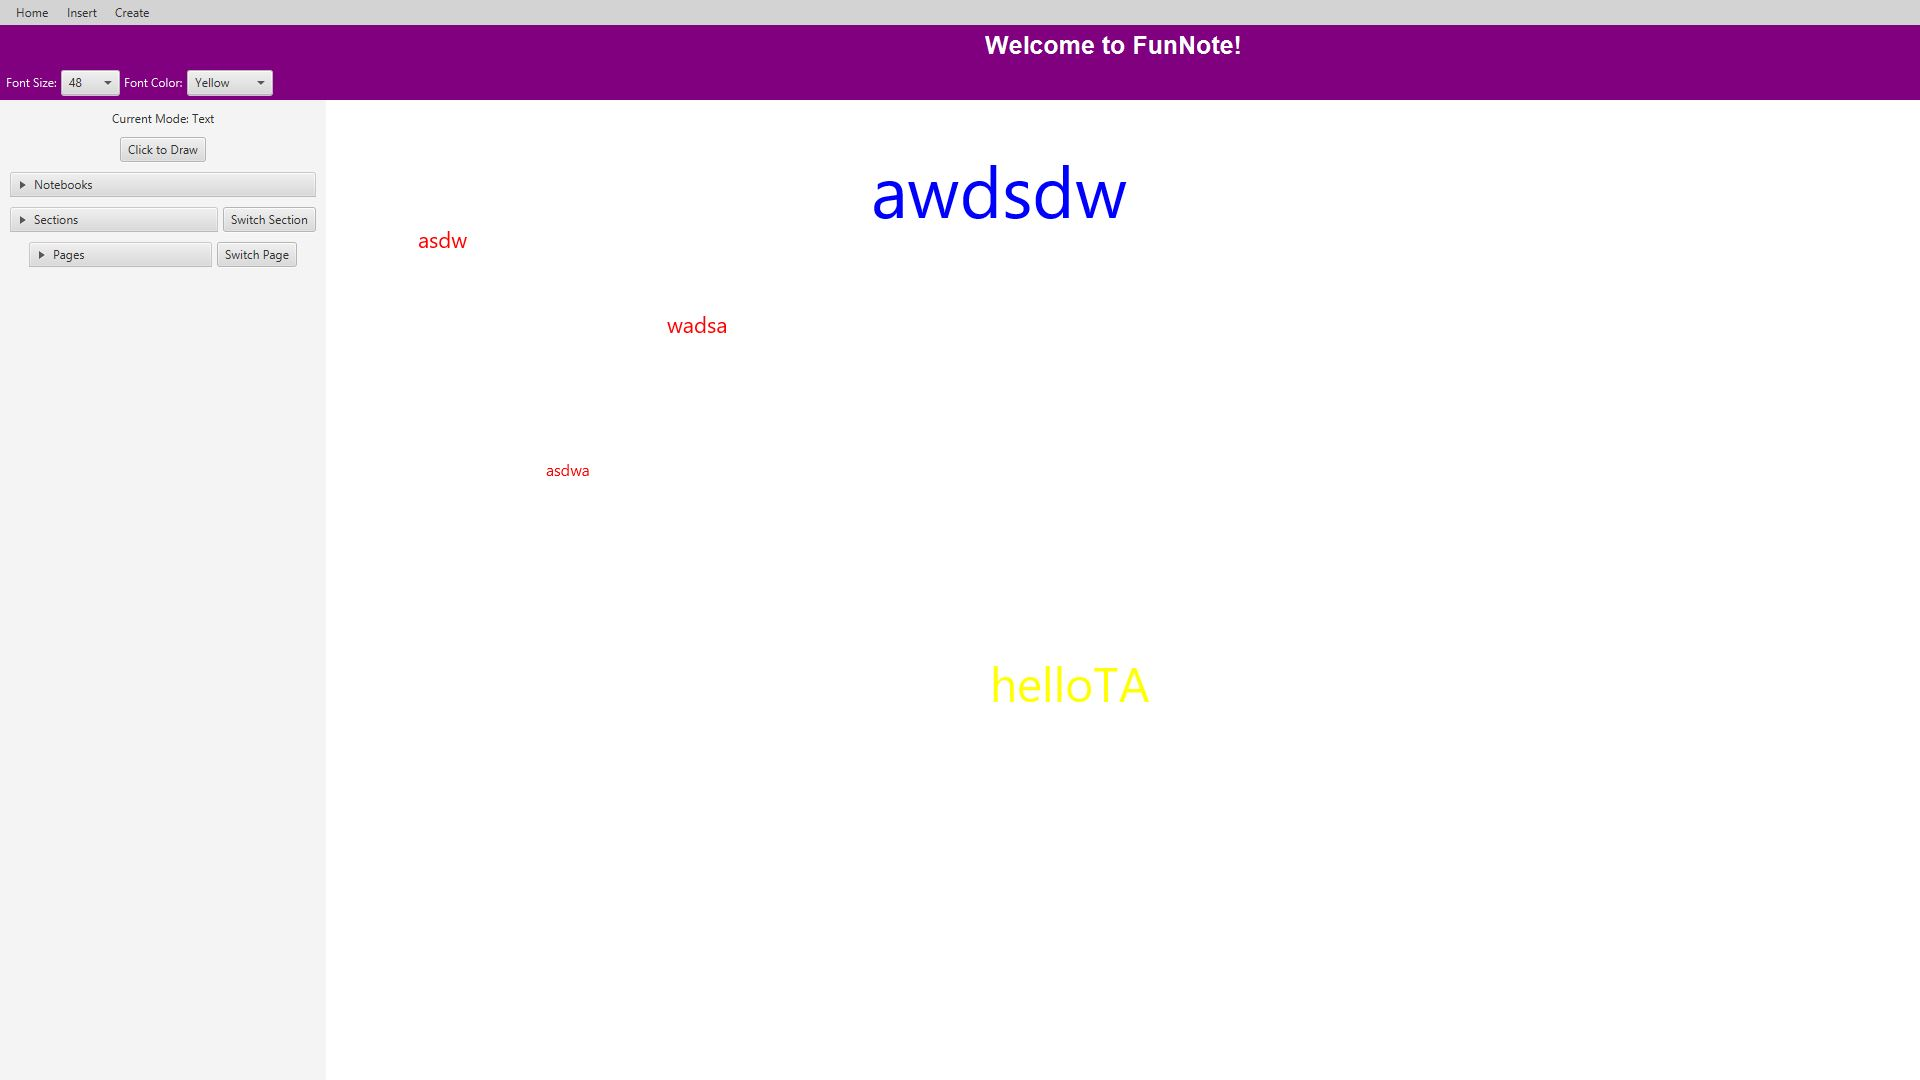 Home Insert Create
Welcome to FunNote!
Font Size: 48 Font Color: Yellow
Current Mode: Text
Click to Draw
Notebooks
Sections Switch Section
Pages Switch Page
awdsdw
asdw
wadsa
asdwa
helloTA